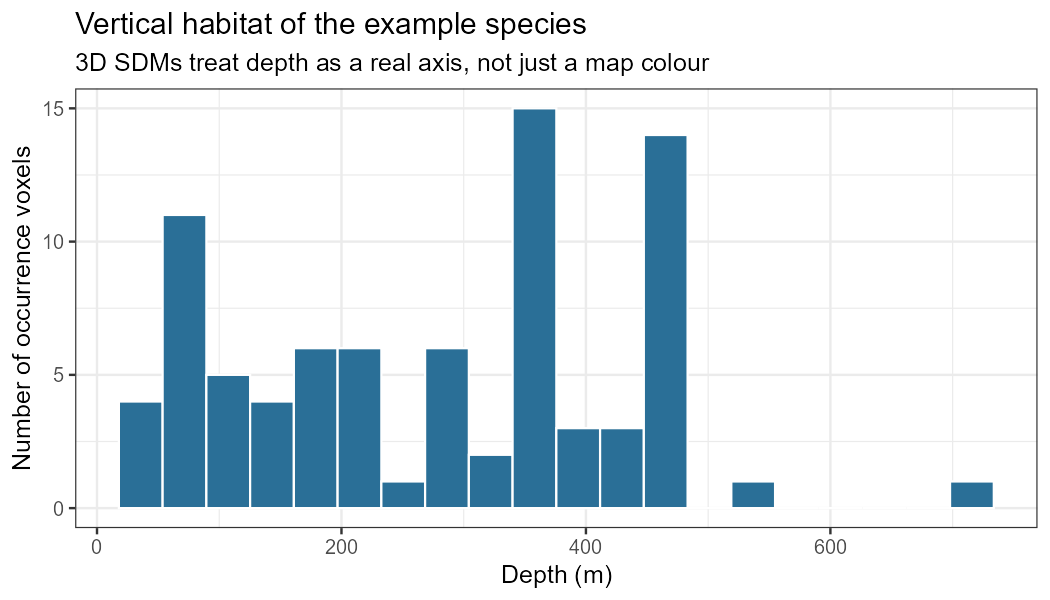 Vertical habitat of the example species
3D SDMs treat depth as a real axis, not just a map colour
Number of occurrence voxels
15
10
5
0
0 200 400 600
Depth (m)